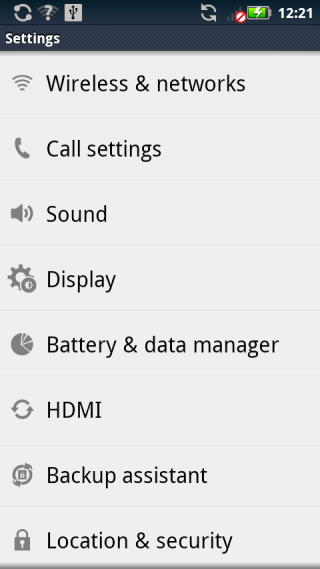 12:21
Settings
Wireless & networks
Call settings
Sound
Display
Battery & data manager
HDMI
Backup assistant
Location & security